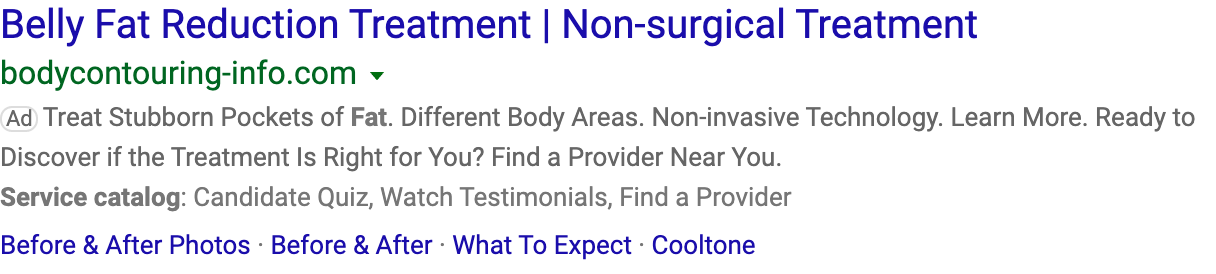 Belly Fat Reduction Treatment | Non-surgical Treatment
bodycontouring-info.com
Ad Treat Stubborn Pockets of Fat. Different Body Areas. Non-invasive Technology. Learn More. Ready to
Discover if the Treatment Is Right for You? Find a Provider Near You.
Service catalog: Candidate Quiz, Watch Testimonials, Find a Provider
Before & After Photos · Before & After · What To Expect · Cooltone